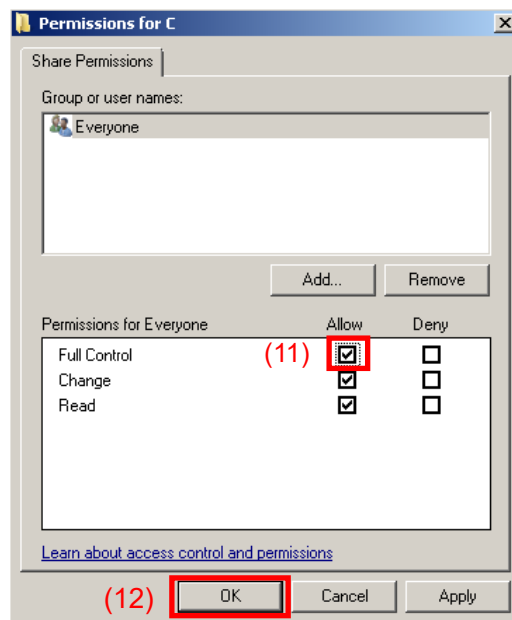 Permissions for C
Share Permissions
Group or user names:
Everyone
Add... Remove
Permissions for Everyone Allow Deny
Full Control (11)
Change
Read
Learn about access control and permissions
(12) OK Cancel Apply